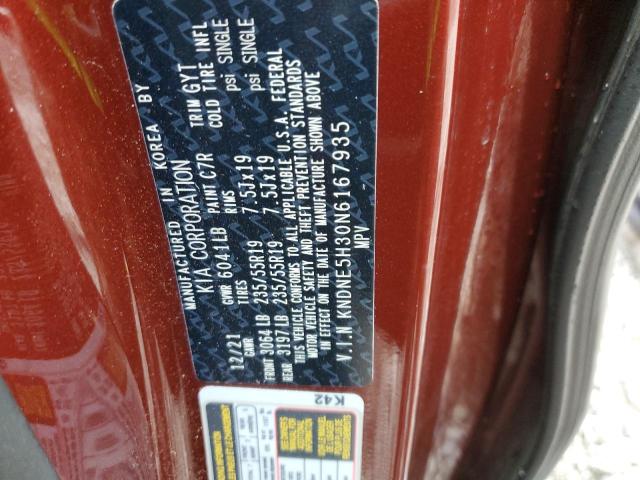 MANUFACTURED IN KOREA BY
KIA CORPORATION
12/21 GVWR 6041LB PAINT C7R TRIM GYT
GAWR TIRES RIMS COLD TIRE INFL
FRONT 3064LB 235/55R19 7.5Jx19 psi SINGLE
REAR 3197LB 235/55R19 7.5Jx19 psi SINGLE
THIS VEHICLE CONFORMS TO ALL APPLICABLE U.S.A. FEDERAL
MOTOR VEHICLE SAFETY AND THEFT PREVENTION STANDARDS
IN EFFECT ON THE DATE OF MANUFACTURE SHOWN ABOVE
V.I.N KNDNE5H30N6167935
MPV
K42